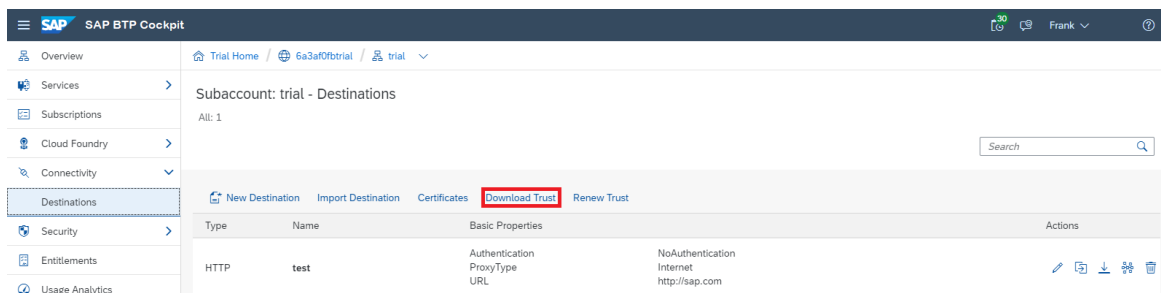 SAP SAP BTP Cockpit
30 Frank
Overview
Trial Home / 6a3af0fbtrial / trial
Services
Subaccount: trial - Destinations
Subscriptions
All: 1
Cloud Foundry
Search
Connectivity
Destinations
New Destination Import Destination Certificates Download Trust Renew Trust
Security
Type Name Basic Properties Actions
Entitlements
HTTP test
Authentication NoAuthentication
ProxyType Internet
URL http://sap.com
Usage Analytics